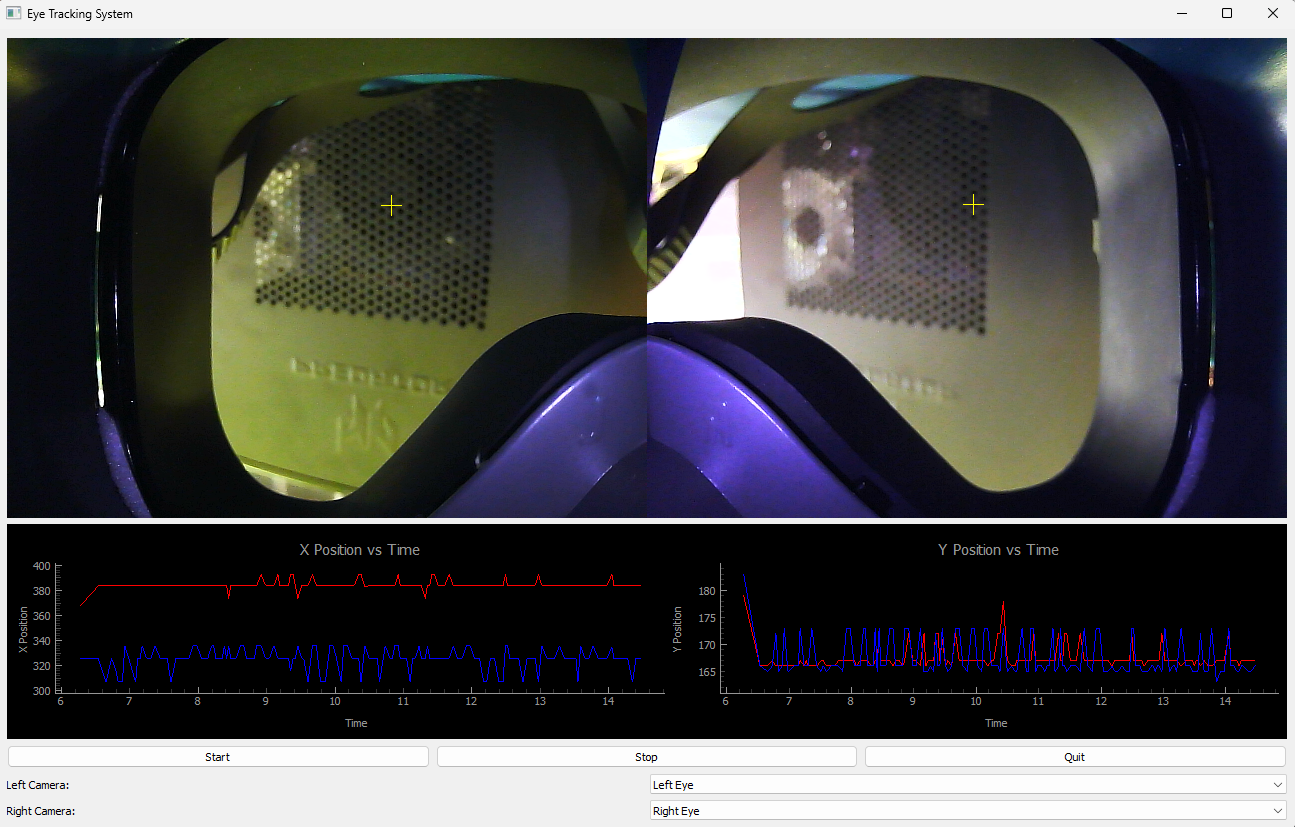 Eye Tracking System
X Position vs Time
400
380
360
340
320
300
X Position
6 7 8 9 10 11 12 13 14
Time
Y Position vs Time
180
175
170
165
Y Position
6 7 8 9 10 11 12 13 14
Time
Start Stop Quit
Left Camera: Left Eye
Right Camera: Right Eye